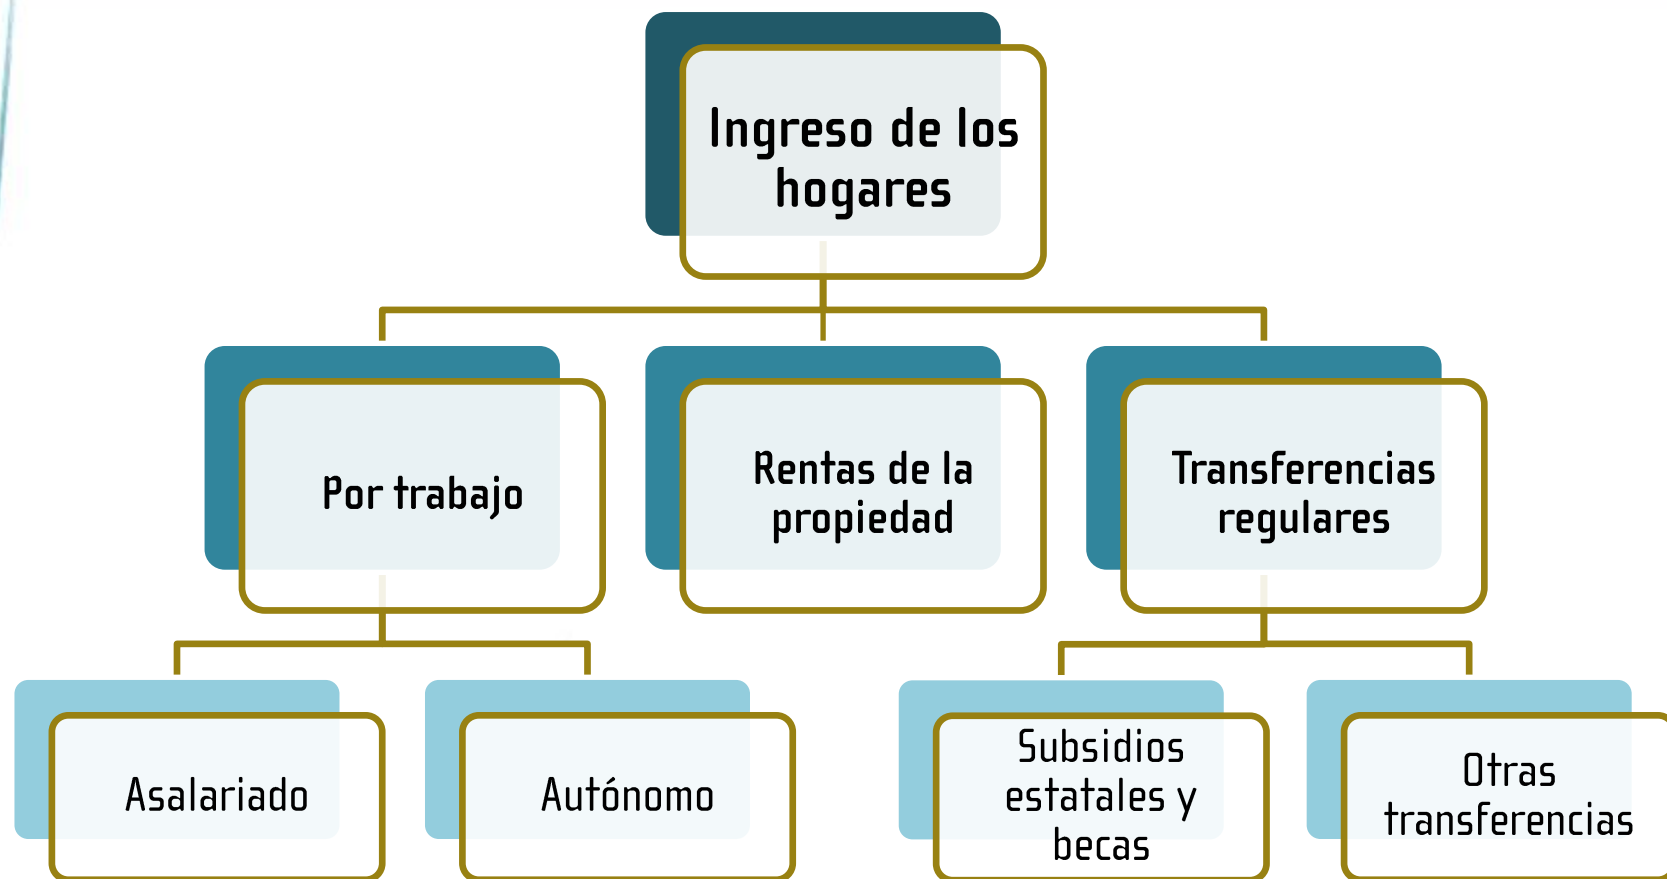 Ingreso de los
hogares
Por trabajo
Rentas de la
propiedad
Transferencias
regulares
Asalariado
Autónomo
Subsidios
estatales y
becas
Otras
transferencias